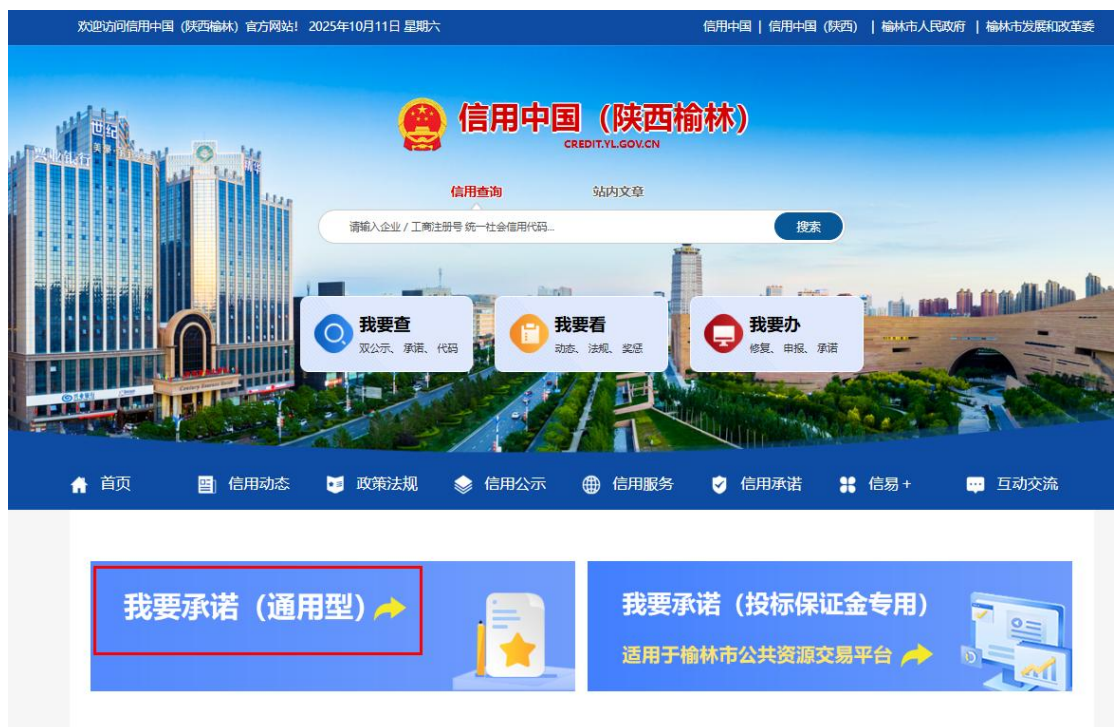 欢迎访问信用中国（陕西榆林）官方网站！ 2025年10月11日 星期六
信用中国 | 信用中国（陕西） | 榆林市人民政府 | 榆林市发展和改革委
信用中国（陕西榆林）
CREDIT.YL.GOV.CN
信用查询 站内文章
请输入企业 / 工商注册号 统一社会信用代码... 搜索
我要查
双公示、承诺、代码
我要看
动态、法规、奖惩
我要办
修复、申报、承诺
世纪
兴业银行
首页 信用动态 政策法规 信用公示 信用服务 信用承诺 信易 + 互动交流
我要承诺（通用型）
我要承诺（投标保证金专用）
适用于榆林市公共资源交易平台